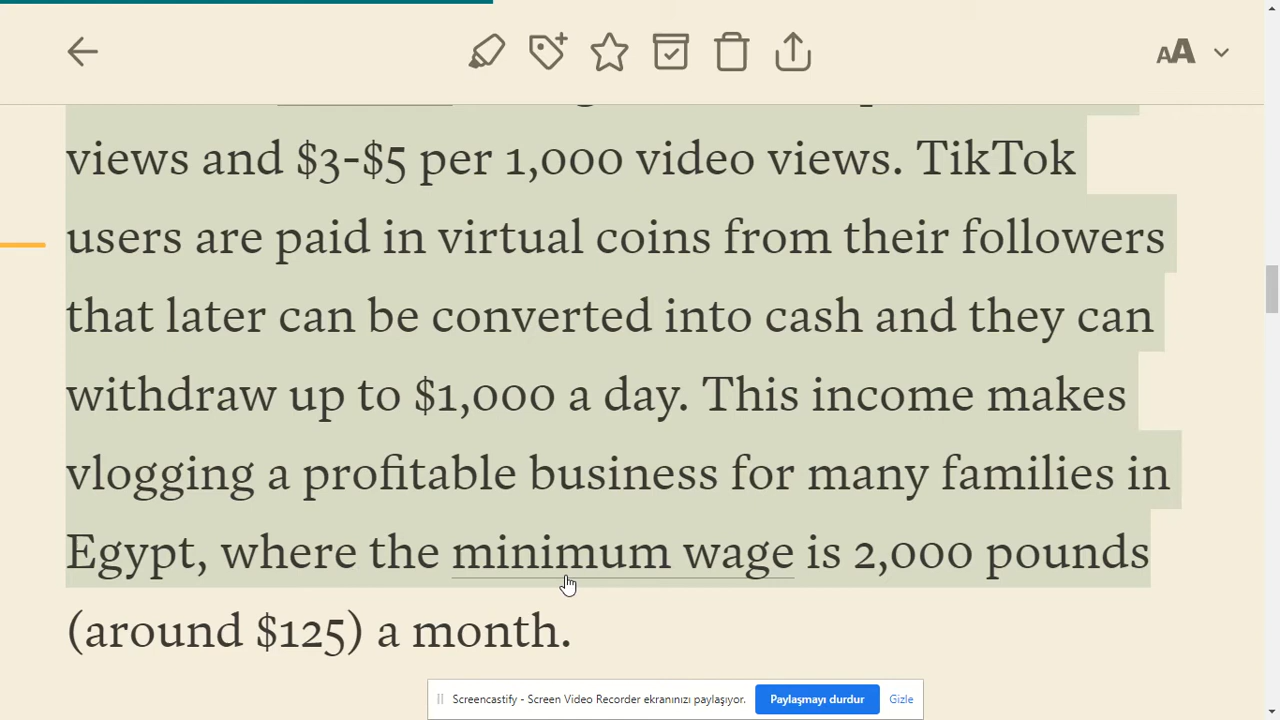 views and $3-$5 per 1,000 video views. TikTok
users are paid in virtual coins from their followers
that later can be converted into cash and they can
withdraw up to $1,000 a day. This income makes
vlogging a profitable business for many families in
Egypt, where the minimum wage is 2,000 pounds
(around $125) a month.
Screencastify - Screen Video Recorder ekranınızı paylaşıyor. Paylaşmayı durdur Gizle